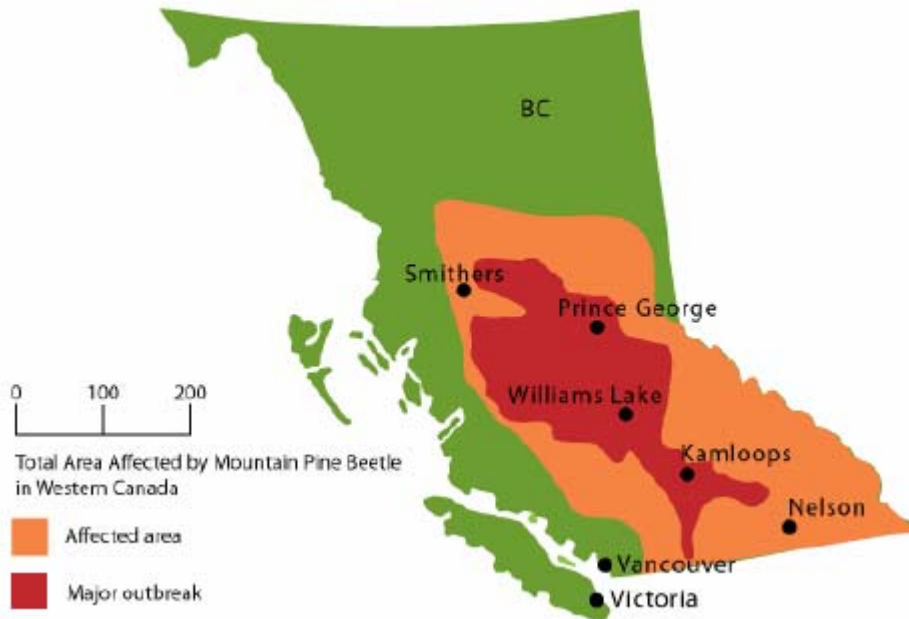 BC
Smithers
Prince George
Williams Lake
Kamloops
Nelson
Vancouver
Victoria
0 100 200
Total Area Affected by Mountain Pine Beetle
in Western Canada
Affected area
Major outbreak